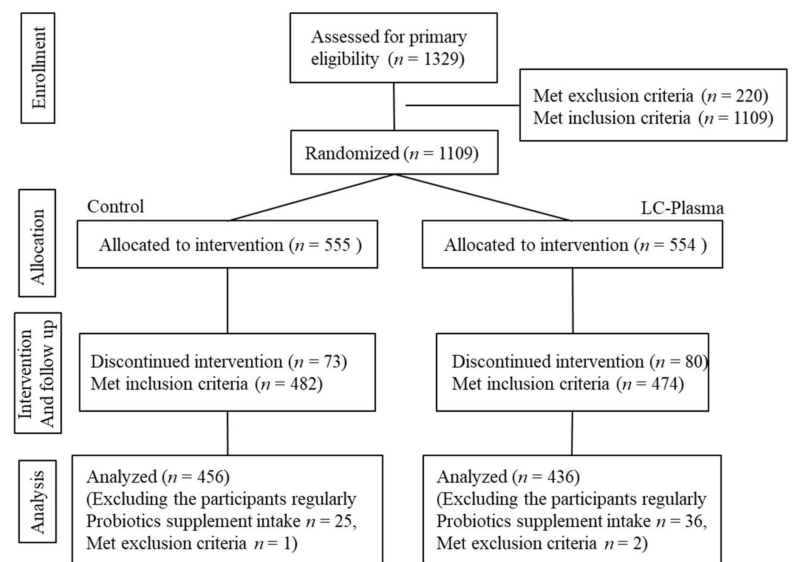 Enrollment
Assessed for primary
eligibility (n = 1329)
Met exclusion criteria (n = 220)
Met inclusion criteria (n = 1109)
Randomized (n = 1109)
Allocation
Control
LC-Plasma
Allocated to intervention (n = 555 )
Allocated to intervention (n = 554 )
Intervention
And follow up
Discontinued intervention (n = 73)
Met inclusion criteria (n = 482)
Discontinued intervention (n = 80)
Met inclusion criteria (n = 474)
Analysis
Analyzed (n = 456)
(Excluding the participants regularly
Probiotics supplement intake n = 25,
Met exclusion criteria n = 1)
Analyzed (n = 436)
(Excluding the participants regularly
Probiotics supplement intake n = 36,
Met exclusion criteria n = 2)